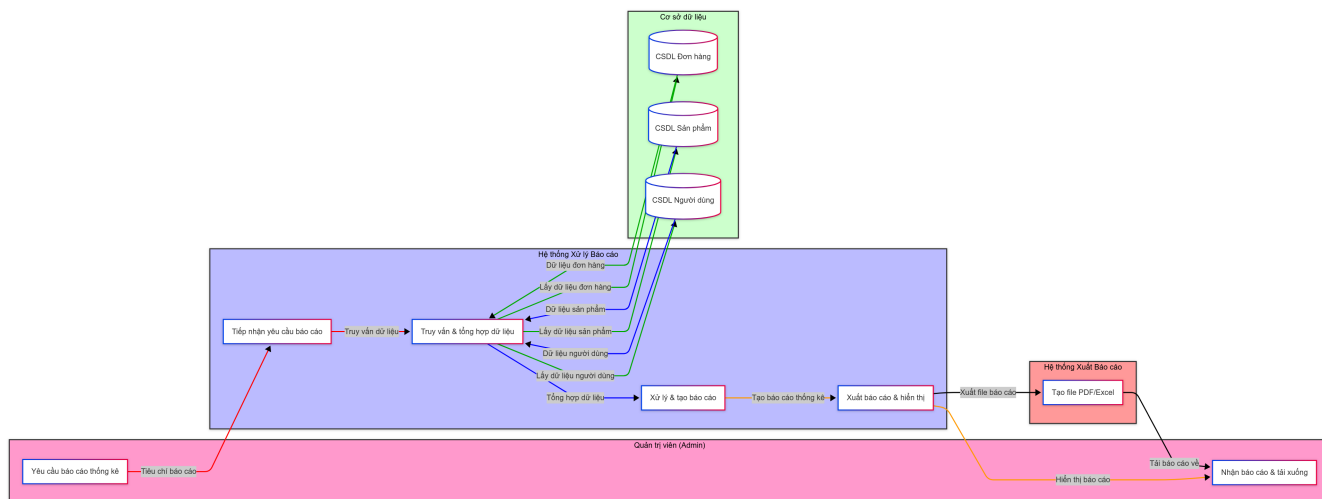 Cơ sở dữ liệu
CSDL Đơn hàng
CSDL Sản phẩm
CSDL Người dùng
Hệ thống Xử lý Báo cáo
Dữ liệu đơn hàng
Lấy dữ liệu đơn hàng
Dữ liệu sản phẩm
Tiếp nhận yêu cầu báo cáo
Truy vấn dữ liệu
Truy vấn & tổng hợp dữ liệu
Lấy dữ liệu sản phẩm
Dữ liệu người dùng
Lấy dữ liệu người dùng
Tổng hợp dữ liệu
Xử lý & tạo báo cáo
Tạo báo cáo thống kê
Xuất báo cáo & hiển thị
Xuất file báo cáo
Hệ thống Xuất Báo cáo
Tạo file PDF/Excel
Quản trị viên (Admin)
Yêu cầu báo cáo thống kê
Tiêu chí báo cáo
Tải báo cáo về
Hiển thị báo cáo
Nhận báo cáo & tải xuống